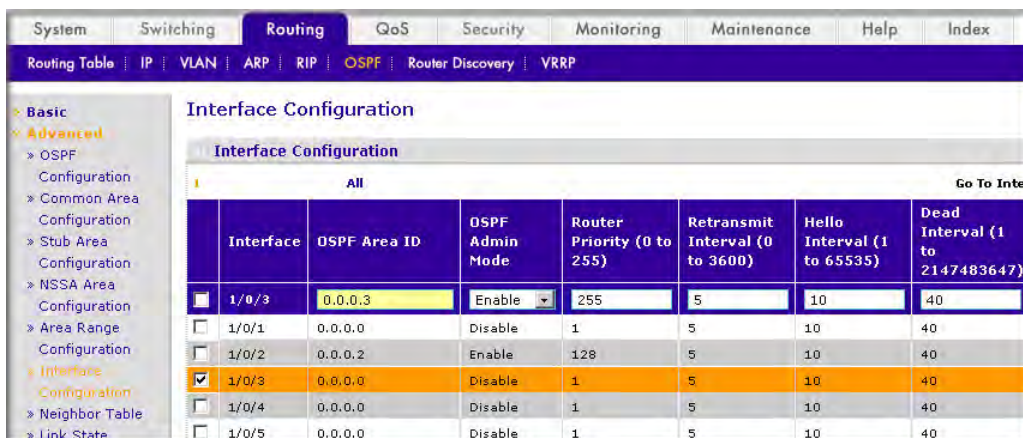 System Switching Routing QoS Security Monitoring Maintenance Help Index
Routing Table IP VLAN ARP RIP OSPF Router Discovery VRRP
Basic
Advanced
» OSPF
Configuration
» Common Area
Configuration
» Stub Area
Configuration
» NSSA Area
Configuration
» Area Range
Configuration
» Interface
Configuration
» Neighbor Table
» Link State
Interface Configuration
Interface Configuration
1 All Go To Inte
Interface
OSPF Area ID
OSPF
Admin
Mode
Router
Priority (0 to
255)
Retransmit
Interval (0
to 3600)
Hello
Interval (1
to 65535)
Dead
Interval (1
to
2147483647)
1/0/3 0.0.0.3 Enable 255 5 10 40
1/0/1 0.0.0.0 Disable 1 5 10 40
1/0/2 0.0.0.2 Enable 128 5 10 40
1/0/3 0.0.0.0 Disable 1 5 10 40
1/0/4 0.0.0.0 Disable 1 5 10 40
1/0/5 0.0.0.0 Disable 1 5 10 40